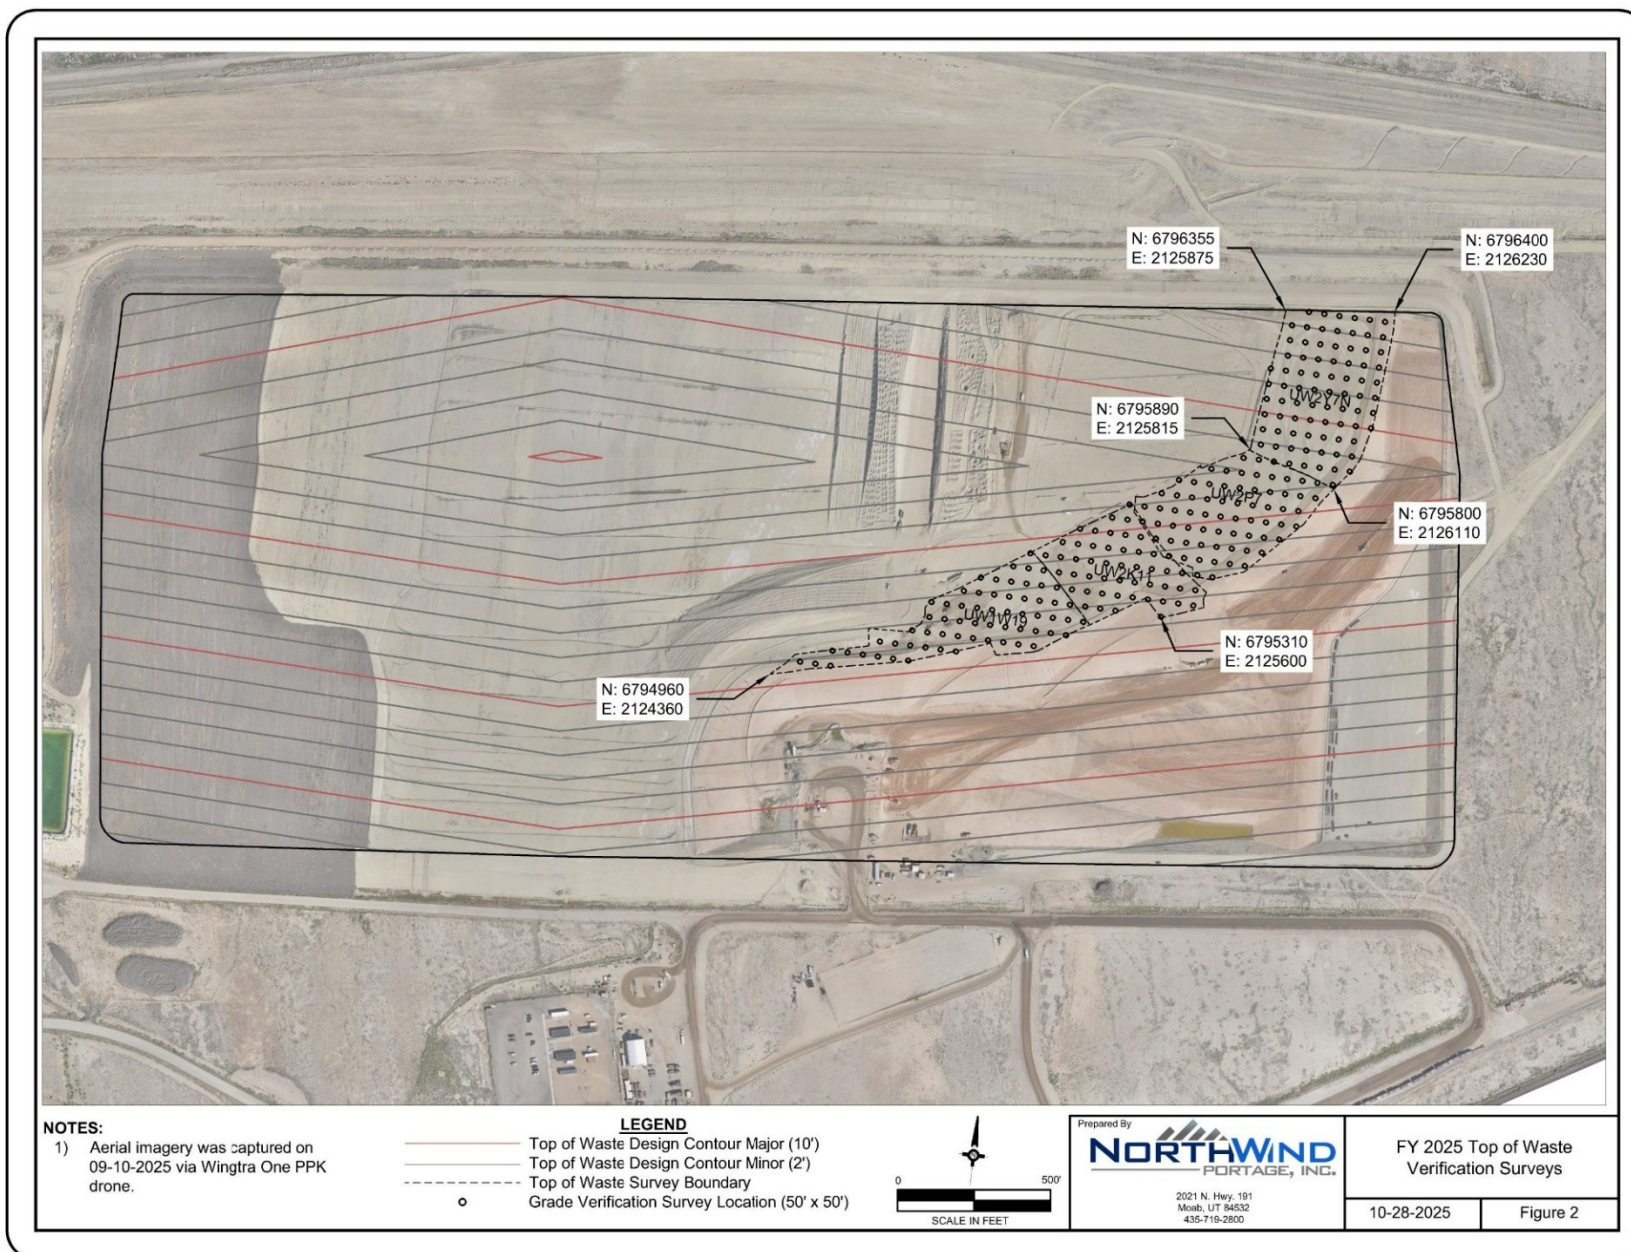 N: 6796355
E: 2125875
N: 6796400
E: 2126230
UW2Y7N
N: 6795890
E: 2125815
UW2P7
N: 6795800
E: 2126110
UW2K11
UW1W19
N: 6795310
E: 2125600
N: 6794960
E: 2124360
NOTES:
1) Aerial imagery was captured on
09-10-2025 via Wingtra One PPK
drone.
LEGEND
Top of Waste Design Contour Major (10')
Top of Waste Design Contour Minor (2')
Top of Waste Survey Boundary
Grade Verification Survey Location (50' x 50')
0 500'
SCALE IN FEET
Prepared By
NORTHWIND
PORTAGE, INC.
2021 N. Hwy. 191
Moab, UT 84532
435-719-2800
FY 2025 Top of Waste
Verification Surveys
10-28-2025
Figure 2